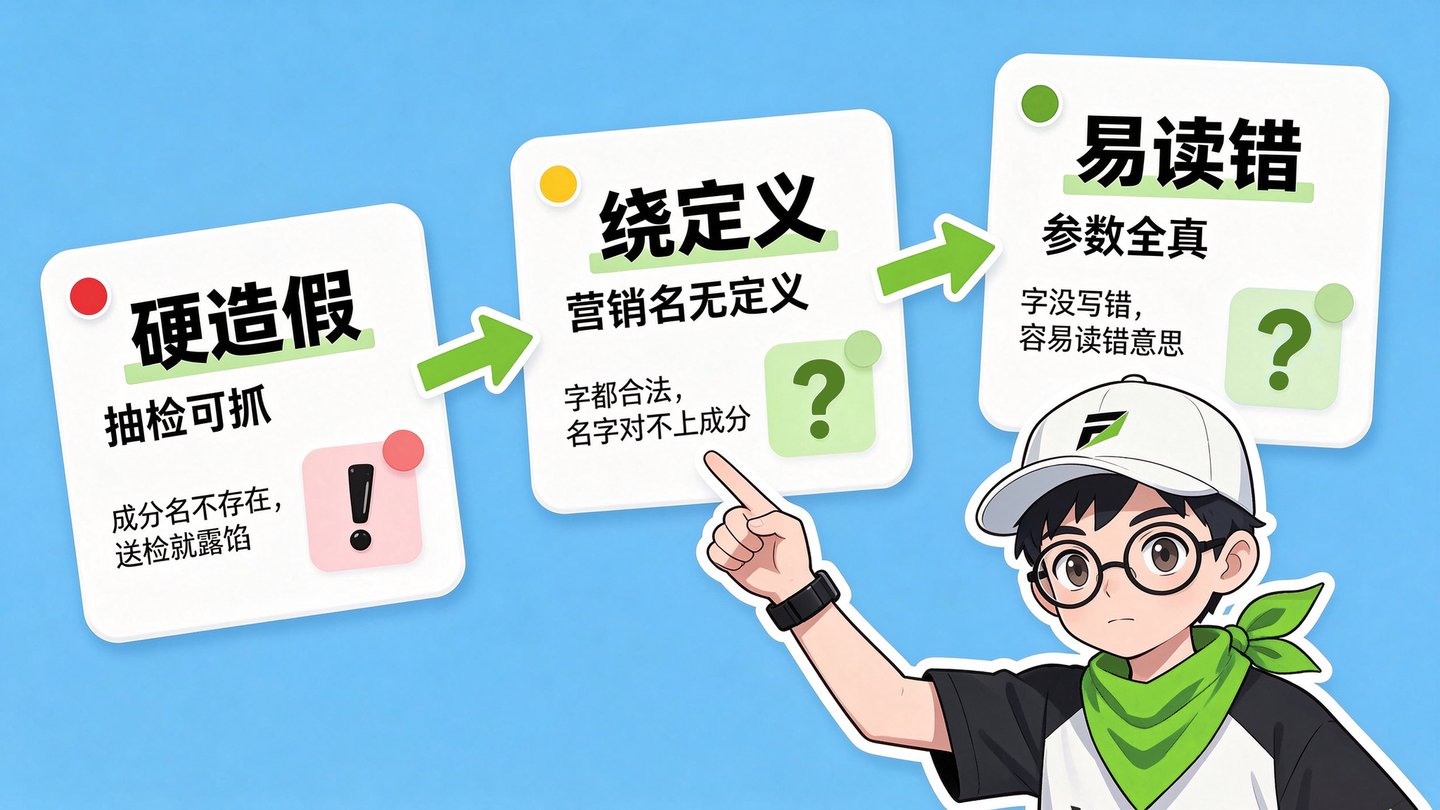 硬造假
抽检可抓
成分名不存在，
送检就露馅
!
绕定义
营销名无定义
字都合法，
名字对不上成分
?
易读错
参数全真
字没写错，
容易读错意思
?